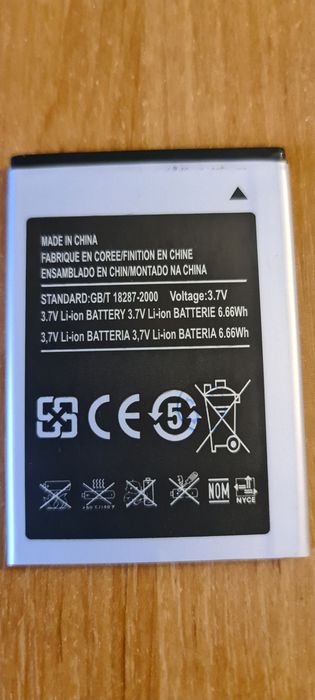 MADE IN CHINA
FABRIQUE EN COREE/FINITION EN CHINE
ENSAMBLADO EN CHIN/MONTADO NA CHINA
STANDARD:GB/T 18287-2000 Voltage:3.7V
3.7V Li-ion BATTERY 3.7V Li-ion BATTERIE 6.66Wh
3,7V Li-ion BATTERIA 3,7V Li-ion BATERIA 6.66Wh
CE 5
NOM NYCE